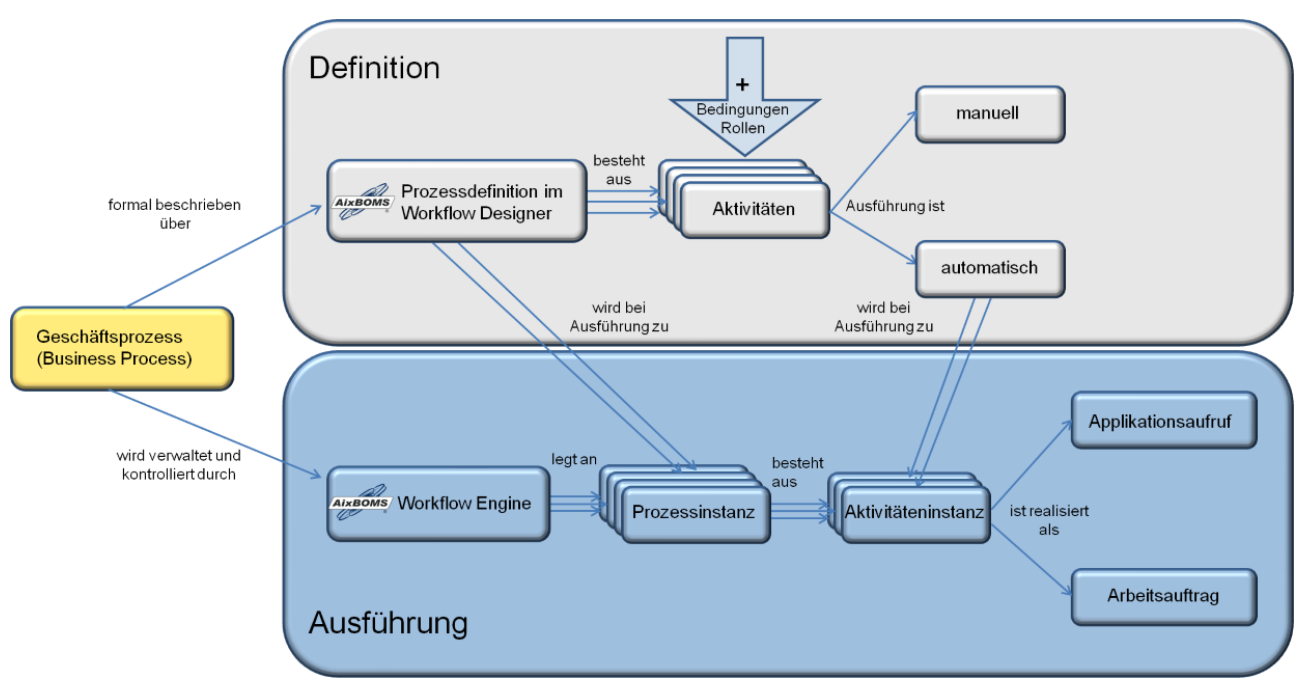 Definition
+
Bedingungen
Rollen
manuell
besteht
aus
AixBOMS
Prozessdefinition im
Workflow Designer
Aktivitäten
Ausführung ist
formal beschrieben
über
automatisch
wird bei
Ausführung zu
wird bei
Ausführung zu
Geschäftsprozess
(Business Process)
Applikationsaufruf
wird verwaltet und
kontrolliert durch
legt an
besteht
aus
AixBOMS
Workflow Engine
Prozessinstanz
Aktivitäteninstanz
ist realisiert
als
Arbeitsauftrag
Ausführung